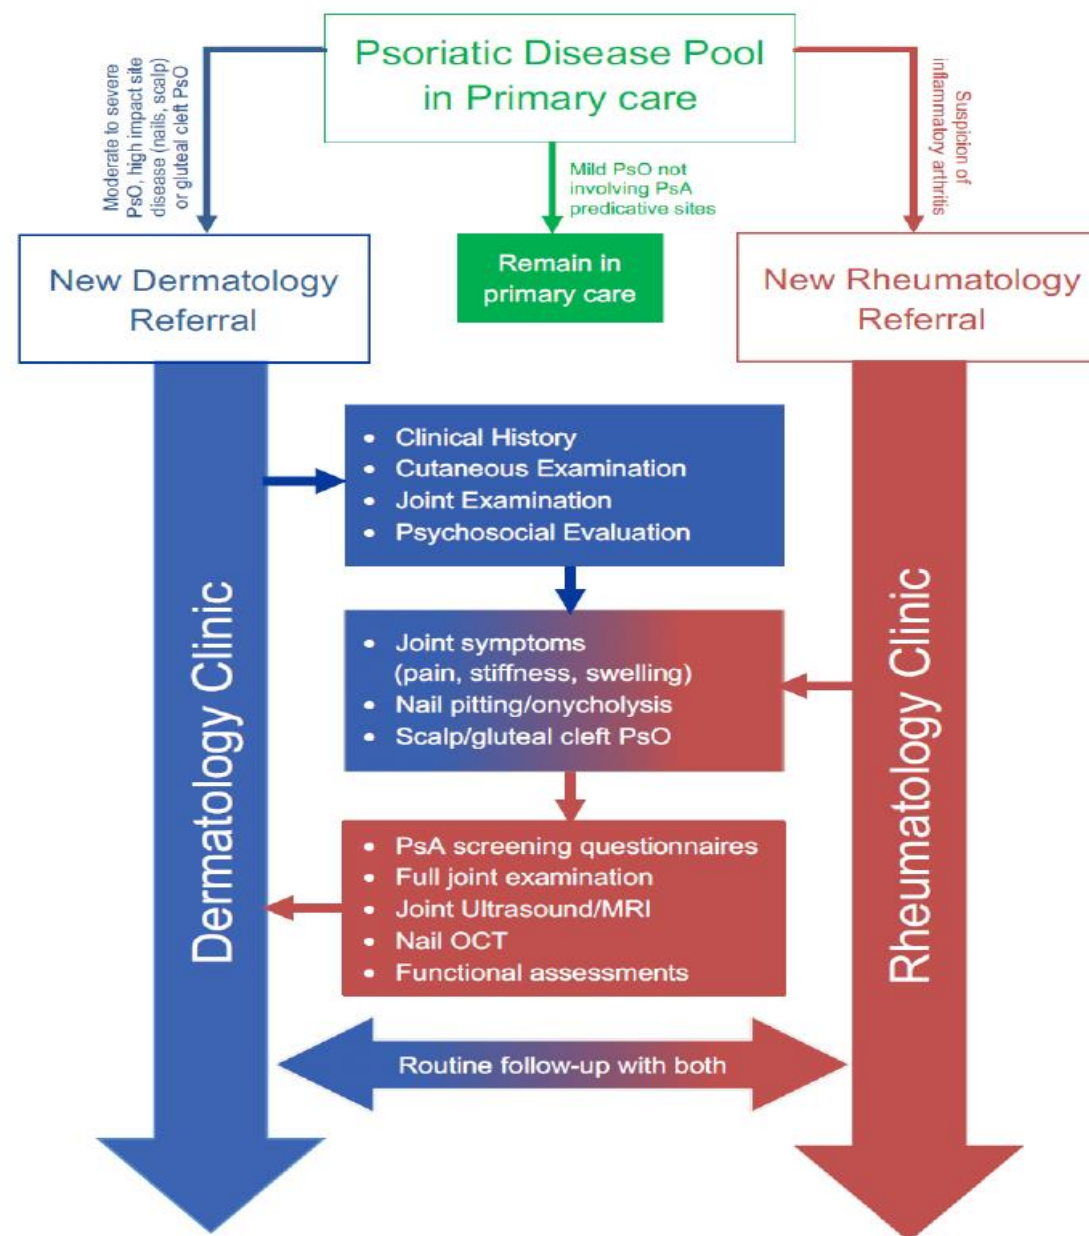 Psoriatic Disease Pool
in Primary care
Moderate to severe
PsO, high impact site
disease (nails, scalp)
or gluteal cleft PsO
Mild PsO not
involving PsA
predicative sites
Suspicion of
inflammatory arthritis
New Dermatology
Referral
Remain in
primary care
New Rheumatology
Referral
• Clinical History
• Cutaneous Examination
• Joint Examination
• Psychosocial Evaluation
• Joint symptoms
(pain, stiffness, swelling)
• Nail pitting/onycholysis
• Scalp/gluteal cleft PsO
• PsA screening questionnaires
• Full joint examination
• Joint Ultrasound/MRI
• Nail OCT
• Functional assessments
Dermatology Clinic
Rheumatology Clinic
Routine follow-up with both